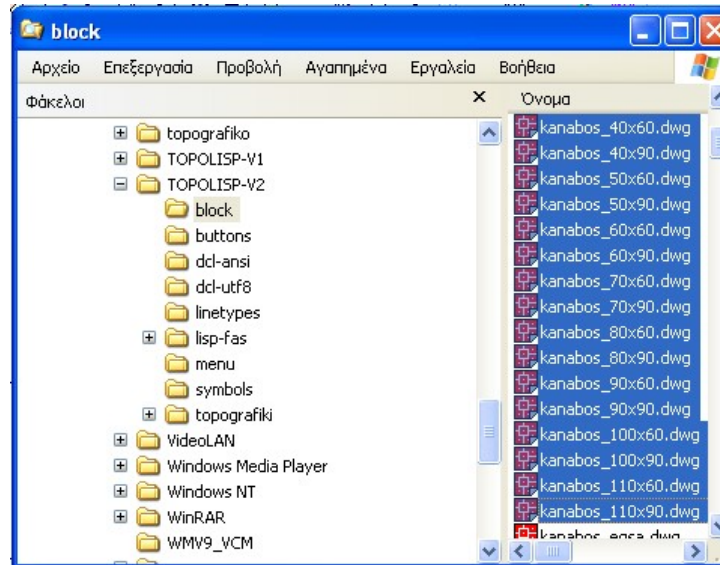 block
Αρχείο Επεξεργασία Προβολή Αγαπημένα Εργαλεία Βοήθεια
Φάκελοι
topografiko
TOPOLISP-V1
TOPOLISP-V2
block
buttons
dcl-ansi
dcl-utf8
linetypes
lisp-fas
menu
symbols
topografiki
VideoLAN
Windows Media Player
Windows NT
WinRAR
WMV9_VCM
Όνομα
kanabos_40x60.dwg
kanabos_40x90.dwg
kanabos_50x60.dwg
kanabos_50x90.dwg
kanabos_60x60.dwg
kanabos_60x90.dwg
kanabos_70x60.dwg
kanabos_70x90.dwg
kanabos_80x60.dwg
kanabos_80x90.dwg
kanabos_90x60.dwg
kanabos_90x90.dwg
kanabos_100x60.dwg
kanabos_100x90.dwg
kanabos_110x60.dwg
kanabos_110x90.dwg
kanabos_egsa.dwg